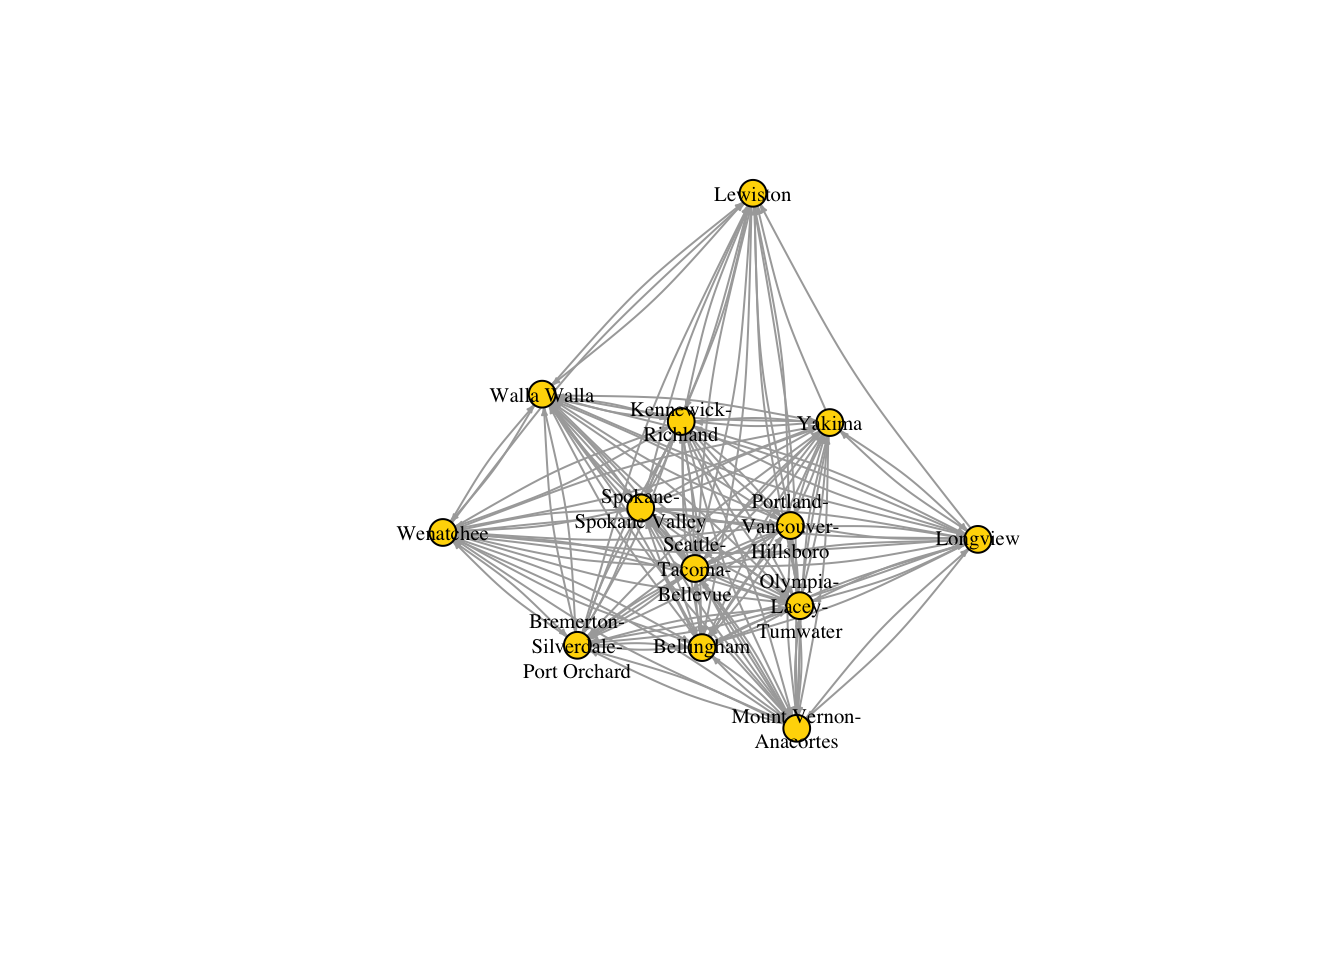 Lewiston
Walla Walla
Kennewick-
Richland
Yakima
Spokane-
Spokane Valley
Portland-
Vancouver-
Hillsboro
Wenatchee
Longview
Seattle-
Tacoma-
Bellevue
Olympia-
Lacey-
Tumwater
Bremerton-
Silverdale-
Port Orchard
Bellingham
Mount Vernon-
Anacortes